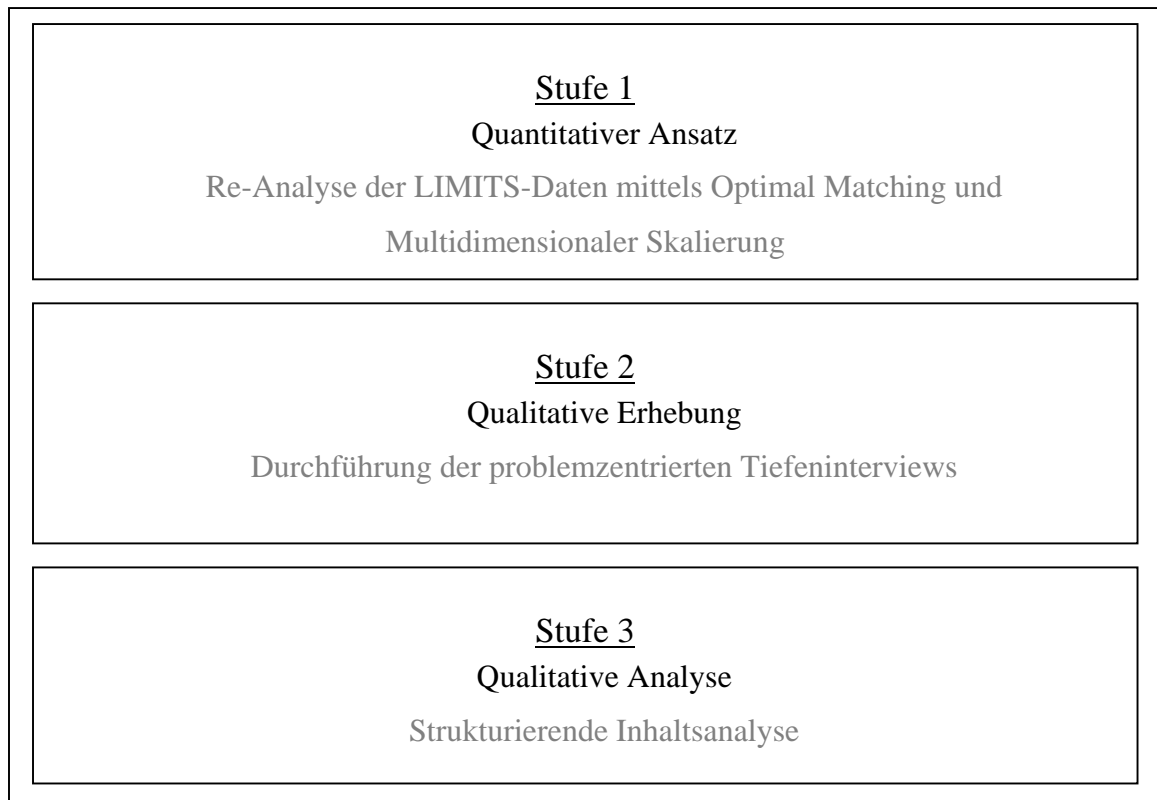 Stufe 1
Quantitativer Ansatz
Re-Analyse der LIMITS-Daten mittels Optimal Matching und
Multidimensionaler Skalierung
Stufe 2
Qualitative Erhebung
Durchführung der problemzentrierten Tiefeninterviews
Stufe 3
Qualitative Analyse
Strukturierende Inhaltsanalyse